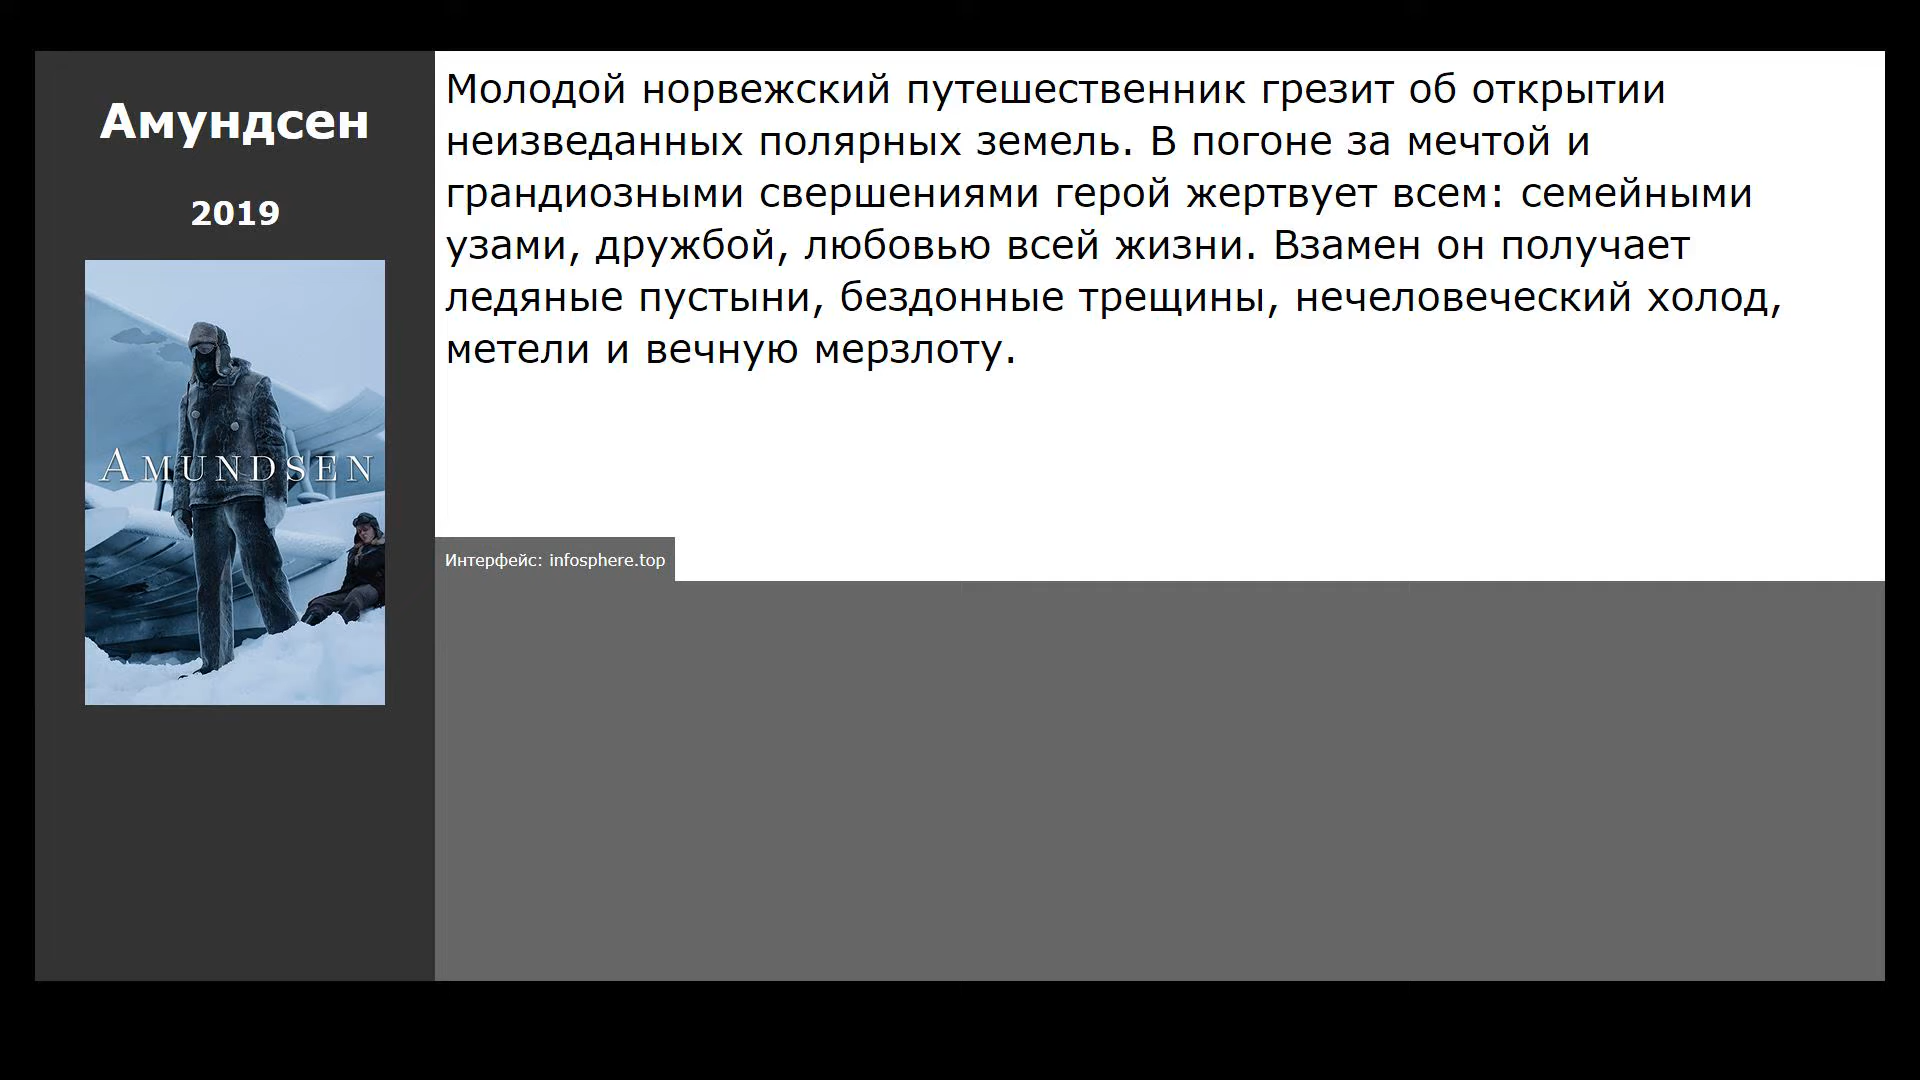 Амундсен
2019
AMUNDSEN
Молодой норвежский путешественник грезит об открытии
неизведанных полярных земель. В погоне за мечтой и
грандиозными свершениями герой жертвует всем: семейными
узами, дружбой, любовью всей жизни. Взамен он получает
ледяные пустыни, бездонные трещины, нечеловеческий холод,
метели и вечную мерзлоту.
Интерфейс: infosphere.top